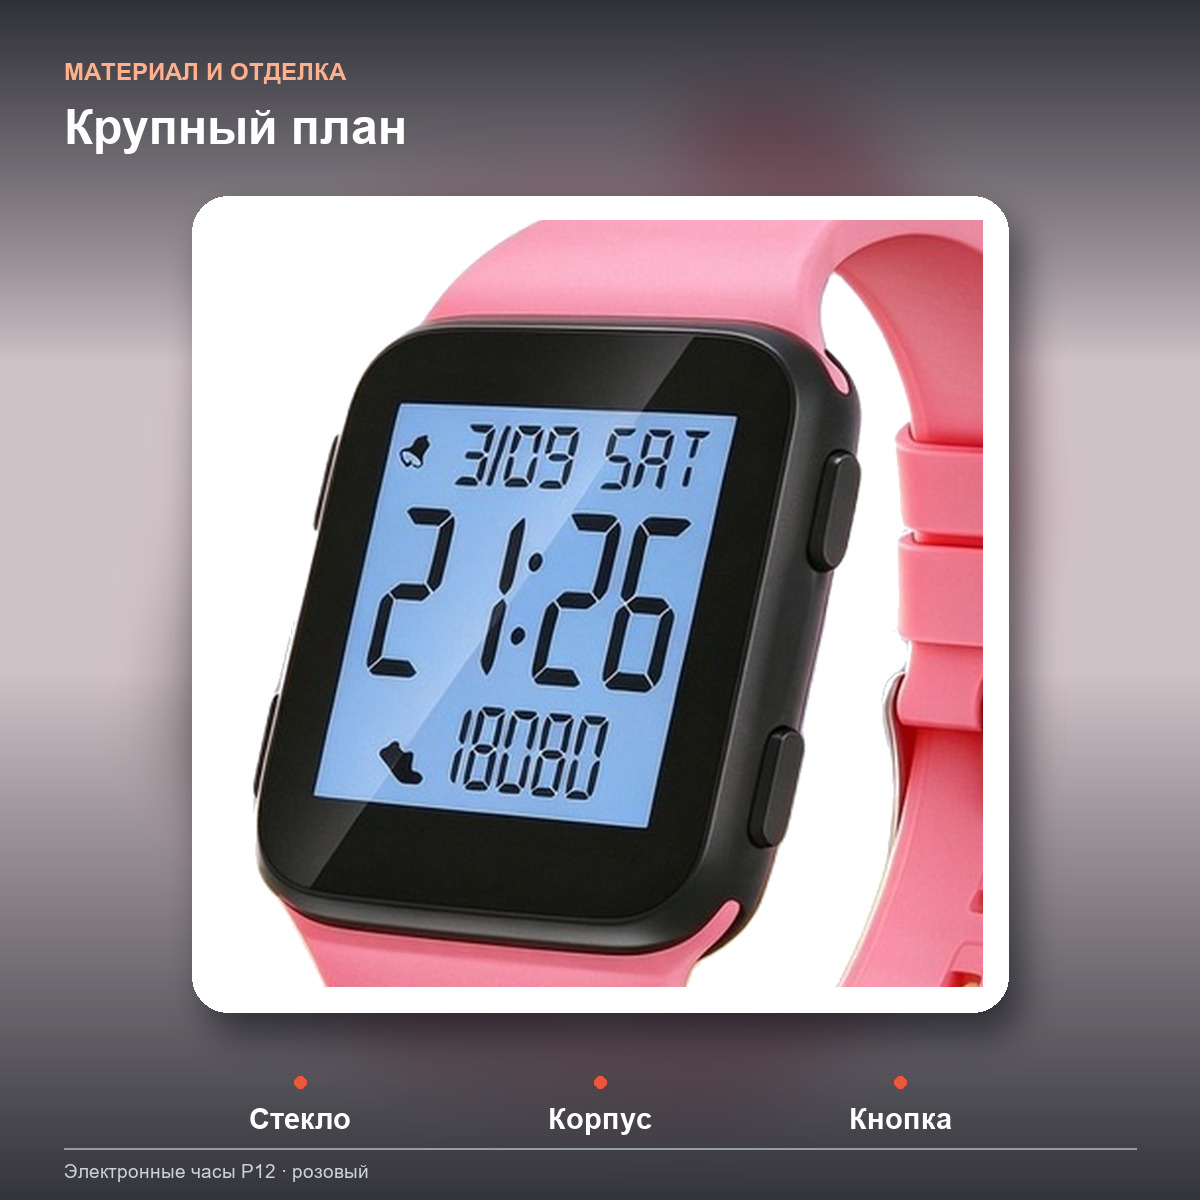 МАТЕРИАЛ И ОТДЕЛКА
Крупный план
3/09 SAT
21:26
18080
Стекло
Корпус
Кнопка
Электронные часы P12 · розовый